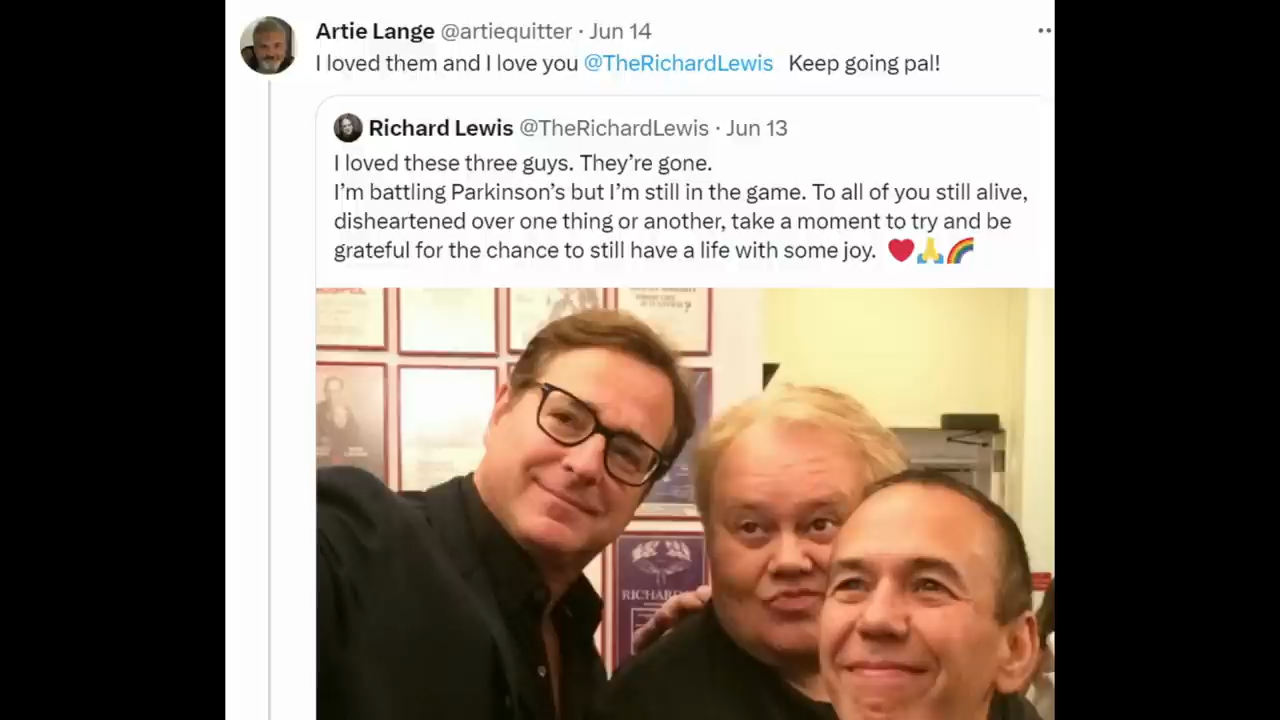 Artie Lange @artiequitter · Jun 14
I loved them and I love you @TheRichardLewis Keep going pal!
Richard Lewis @TheRichardLewis · Jun 13
I loved these three guys. They’re gone.
I’m battling Parkinson’s but I’m still in the game. To all of you still alive,
disheartened over one thing or another, take a moment to try and be
grateful for the chance to still have a life with some joy. ❤️🙏🌈
RICHARD